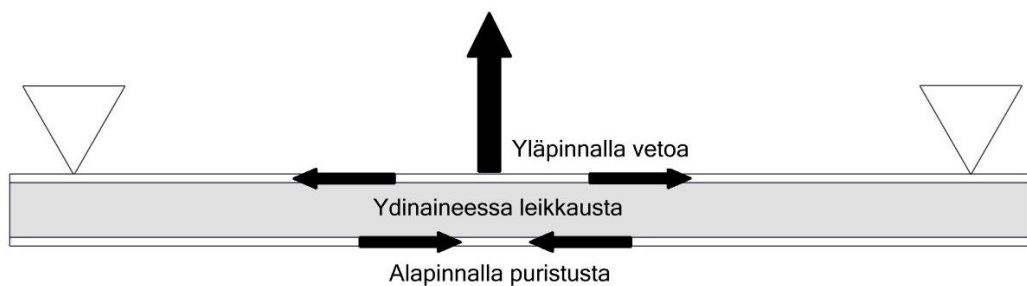 Yläpinnalla vetoa
Ydinaineessa leikkausta
Alapinnalla puristusta